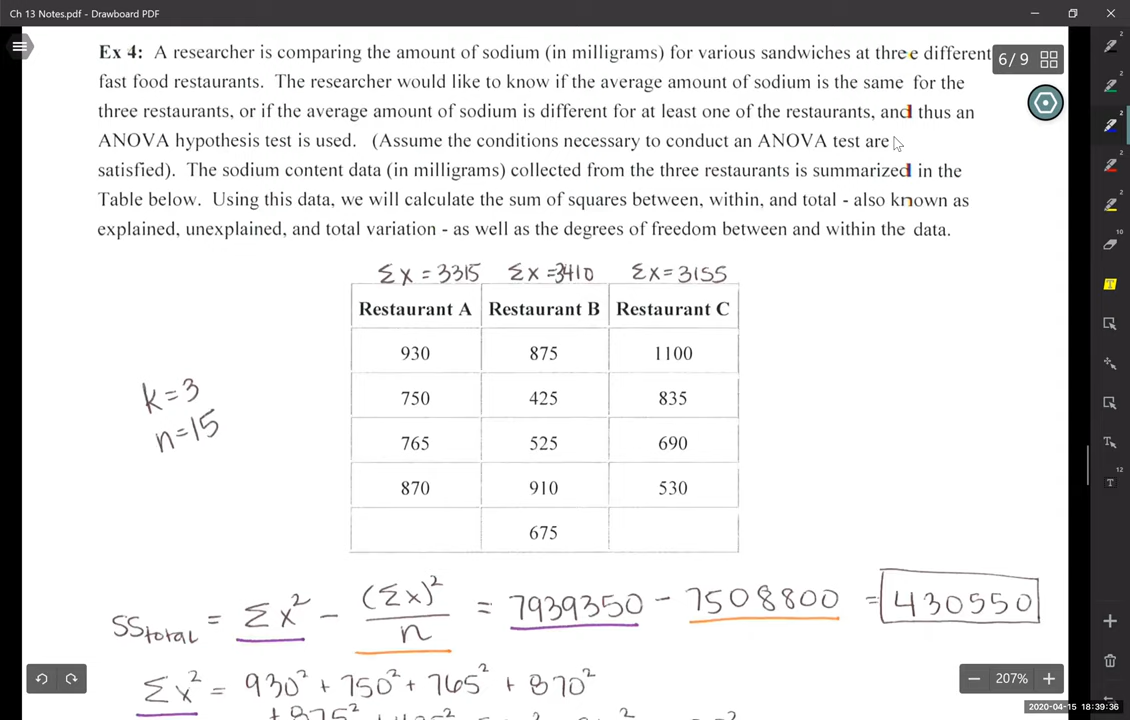 Ch 13 Notes.pdf - Drawboard PDF
Ex 4: A researcher is comparing the amount of sodium (in milligrams) for various sandwiches at three different
6/9
fast food restaurants. The researcher would like to know if the average amount of sodium is the same for the
three restaurants, or if the average amount of sodium is different for at least one of the restaurants, and thus an
ANOVA hypothesis test is used. (Assume the conditions necessary to conduct an ANOVA test are
satisfied). The sodium content data (in milligrams) collected from the three restaurants is summarized in the
Table below. Using this data, we will calculate the sum of squares between, within, and total - also known as
explained, unexplained, and total variation - as well as the degrees of freedom between and within the data.
Σx = 3315 Σx = 3410 Σx = 3155
Restaurant A Restaurant B Restaurant C
930 875 1100
k=3
750 425 835
n=15
765 525 690
870 910 530
675
SStotal = Σx² - (Σx)²/n = 7939350 - 7508800 = 430550
Σx² = 930² + 750² + 765² + 870²
207%
2020-04-15 18:39:36